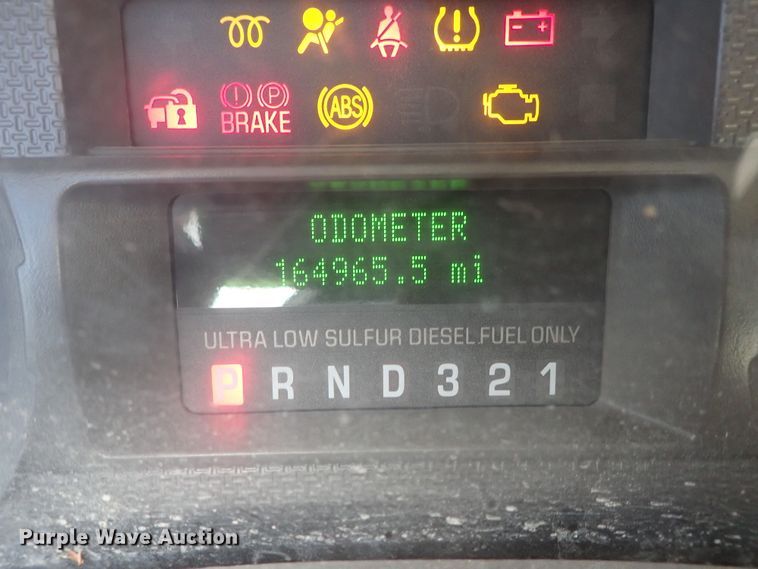 BRAKE
ABS
ODOMETER
164965.5 mi
ULTRA LOW SULFUR DIESEL FUEL ONLY
P R N D 3 2 1
Purple Wave Auction